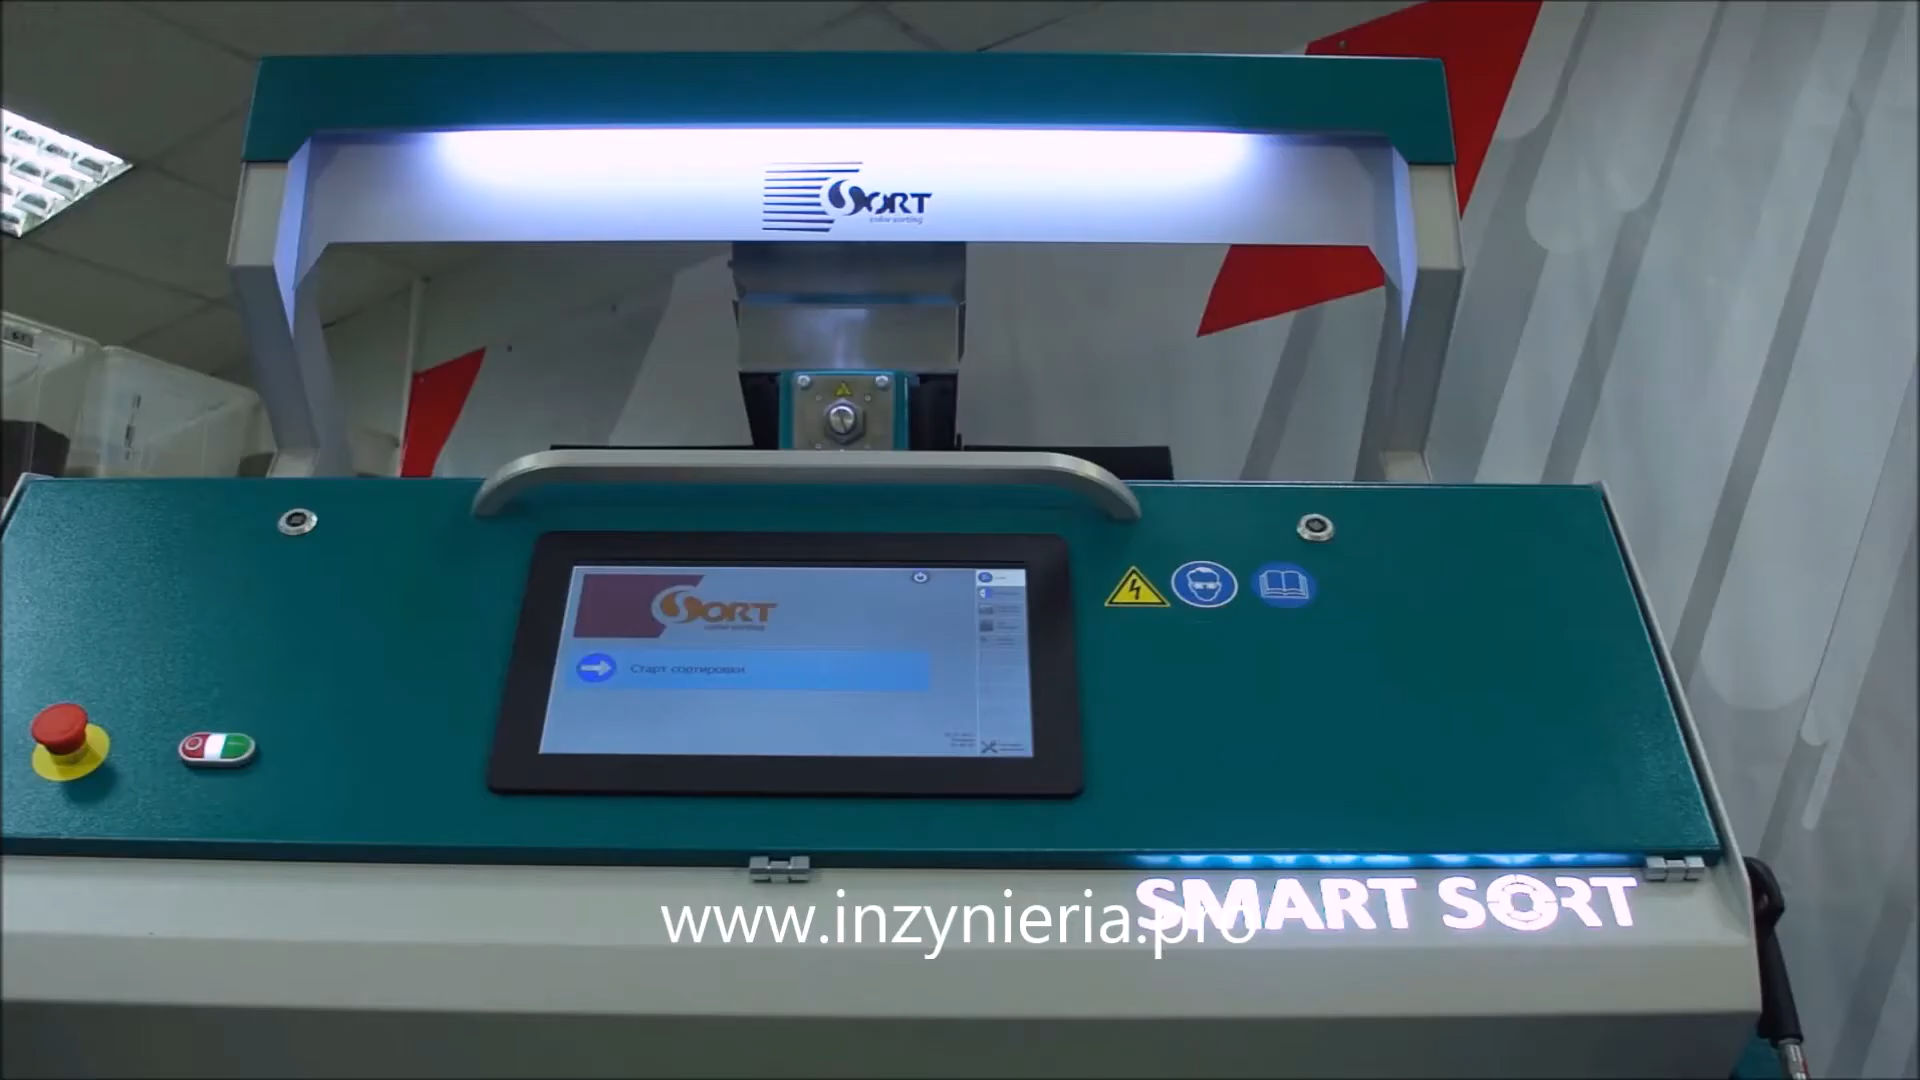 SORT
color sorting
SORT
color sorting
Старт сортировки
SMART SORT
www.inzynieria.pro